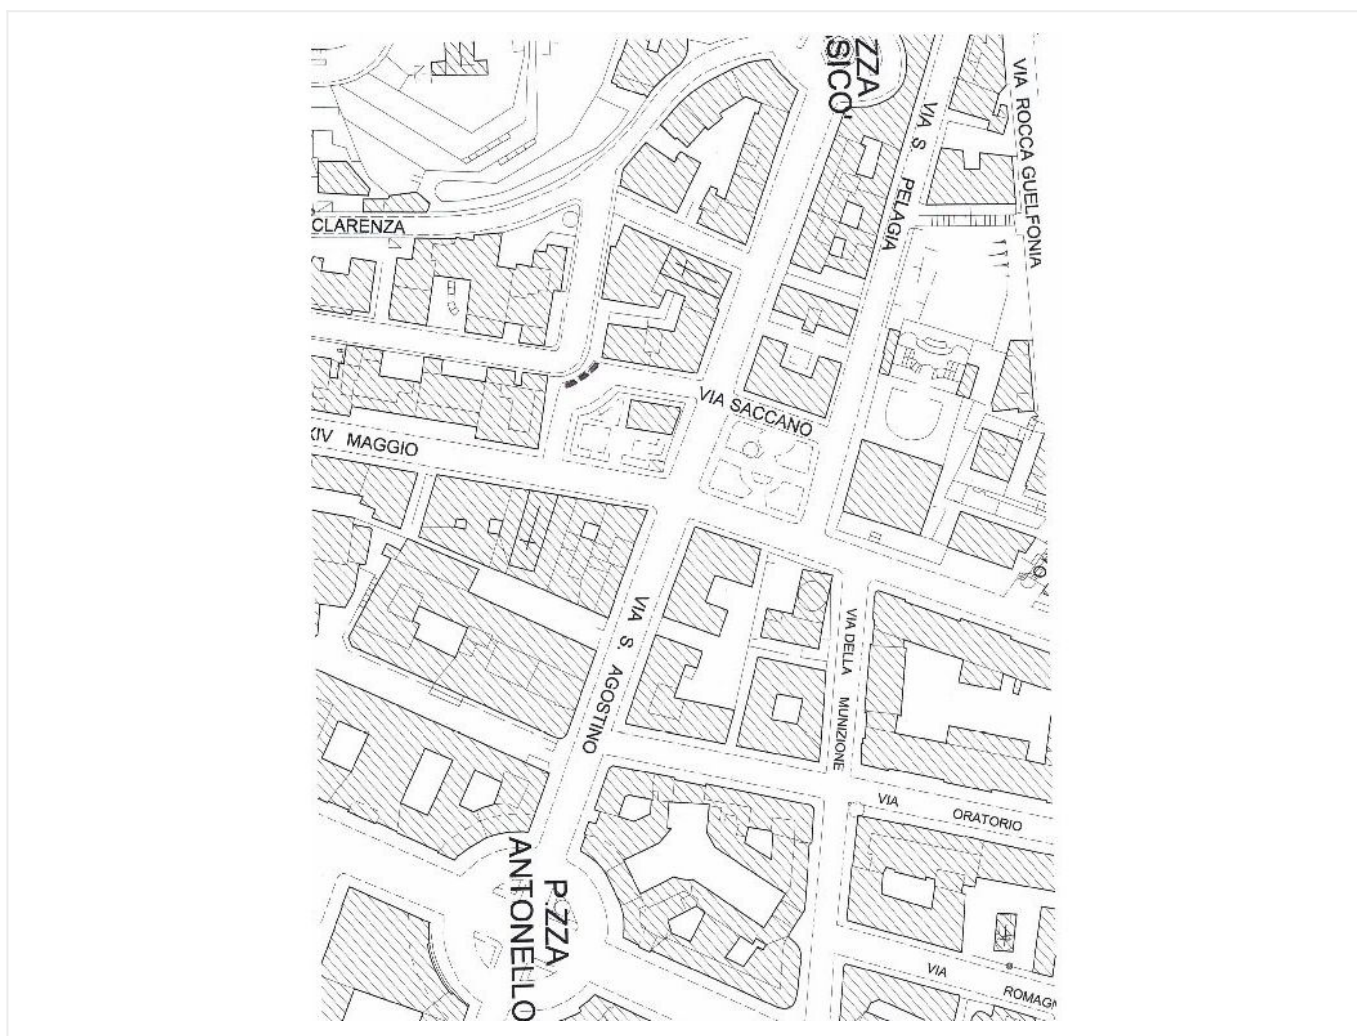 ZZA
SICO'
VIA ROCCA GUELFONIA
VIA S PELAGIA
CLARENZA
VIA SACCANO
XIV MAGGIO
VIA S. AGOSTINO
VIA DELLA MUNIZIONE
VIA ORATORIO
P.ZZA
ANTONELLO
VIA ROMAGN